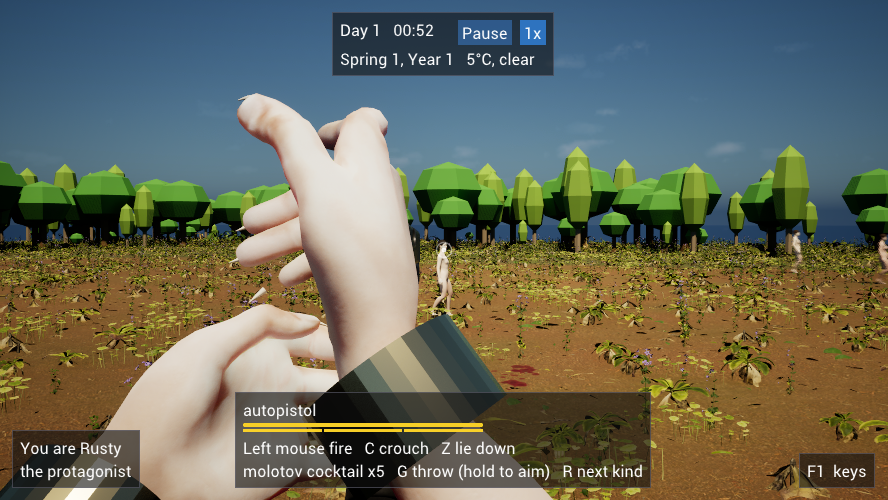 Day 1 00:52 Pause 1x
Spring 1, Year 1 5°C, clear
autopistol
Left mouse fire C crouch Z lie down
molotov cocktail x5 G throw (hold to aim) R next kind
You are Rusty
the protagonist
F1 keys